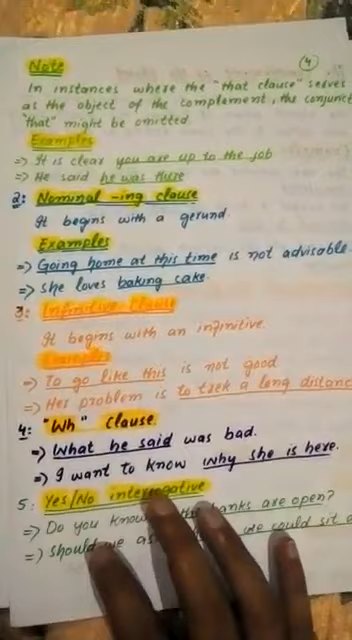 4
Note
In instances where the "that clause" serves
as the object of the complement, the conjunct
"that" might be omitted.
Examples
=> It is clear you are up to the job
=> He said he was there
2: Nominal -ing clause
It begins with a gerund.
Examples
=> Going home at this time is not advisable.
=> She loves baking cake.
3: Infinitive Clause
It begins with an infinitive.
Examples
=> To go like this is not good
=> Her problem is to trek a long distanc
4: "Wh" clause.
=> What he said was bad.
=> I want to know why she is here.
5: Yes/No interrogative
=> Do you know the banks are open?
=> Should we as we could sit